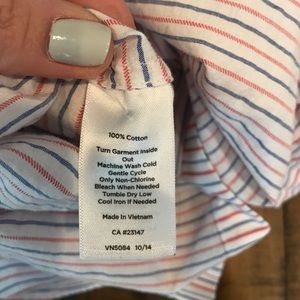 100% Cotton
Turn Garment Inside
Out
Machine Wash Cold
Gentle Cycle
Only Non-Chlorine
Bleach When Needed
Tumble Dry Low
Cool Iron If Needed
Made In Vietnam
CA #23147
VN5084 10/14